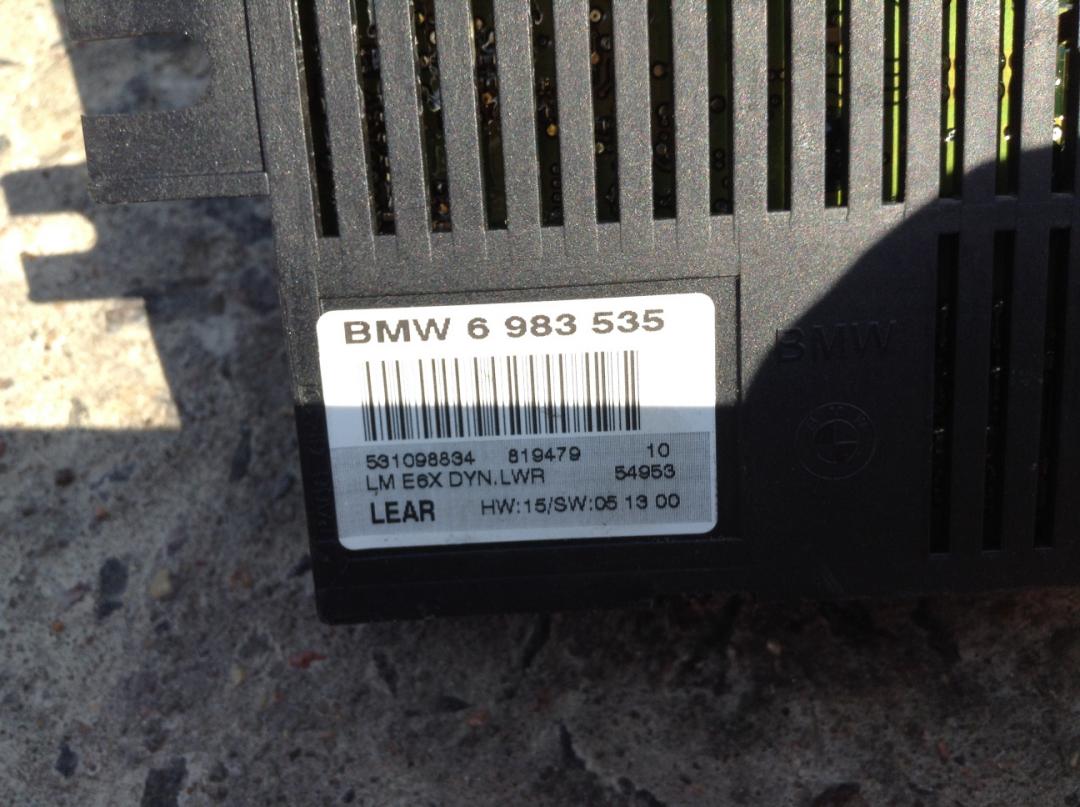 BMW 6 983 535
531098834 819479 10
LM E6X DYN.LWR 54953
LEAR HW:15/SW:05 13 00
BMW